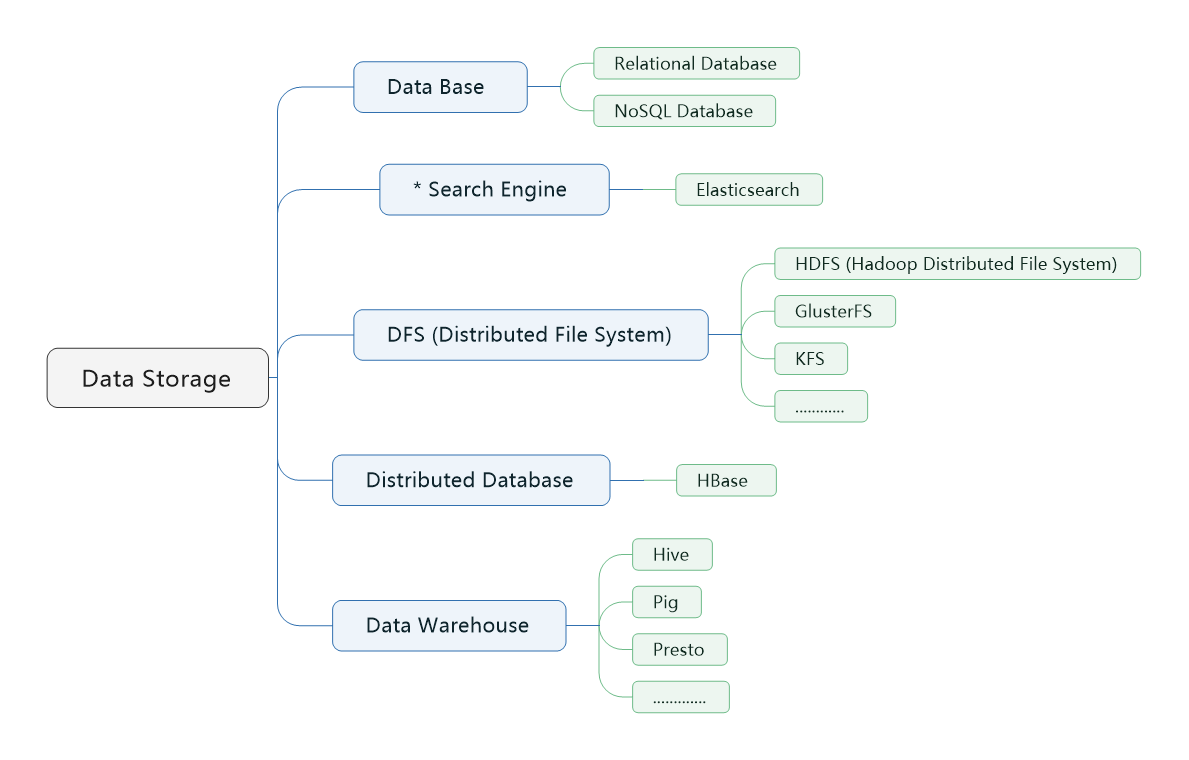 Data Storage
Data Base
Relational Database
NoSQL Database
* Search Engine
Elasticsearch
DFS (Distributed File System)
HDFS (Hadoop Distributed File System)
GlusterFS
KFS
............
Distributed Database
HBase
Data Warehouse
Hive
Pig
Presto
.............